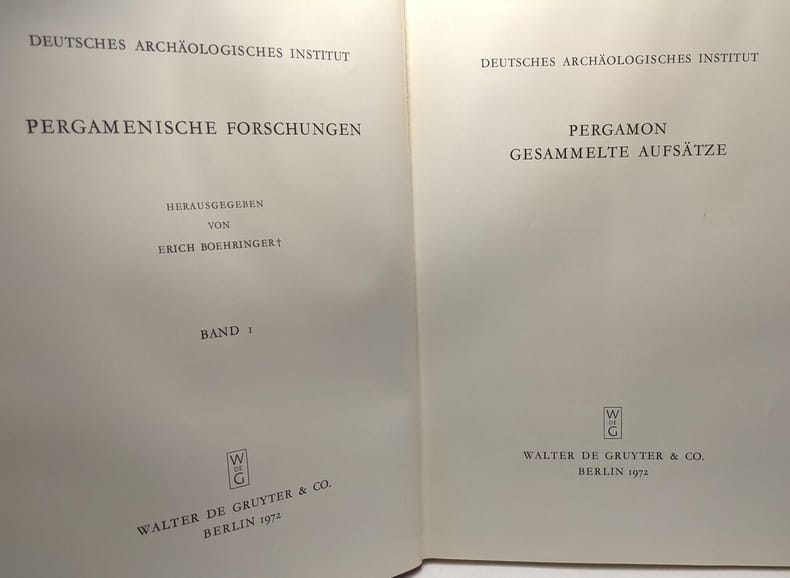 DEUTSCHES ARCHÄOLOGISCHES INSTITUT
PERGAMENISCHE FORSCHUNGEN
HERAUSGEGEBEN
VON
ERICH BOEHRINGER†
BAND 1
W
DE
G
WALTER DE GRUYTER & CO.
BERLIN 1972
DEUTSCHES ARCHÄOLOGISCHES INSTITUT
PERGAMON
GESAMMELTE AUFSÄTZE
W
DE
G
WALTER DE GRUYTER & CO.
BERLIN 1972